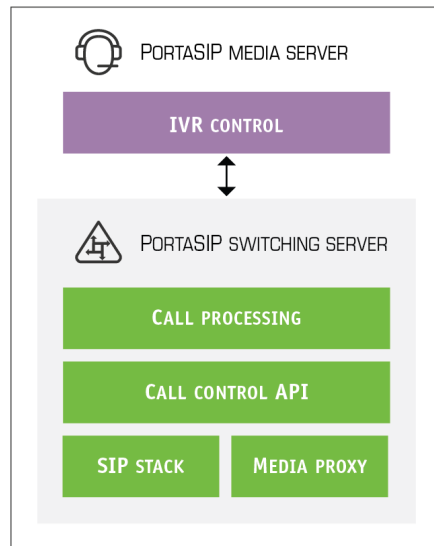 PortaSIP media server
IVR control
PortaSIP switching server
Call processing
Call control API
SIP stack
Media proxy